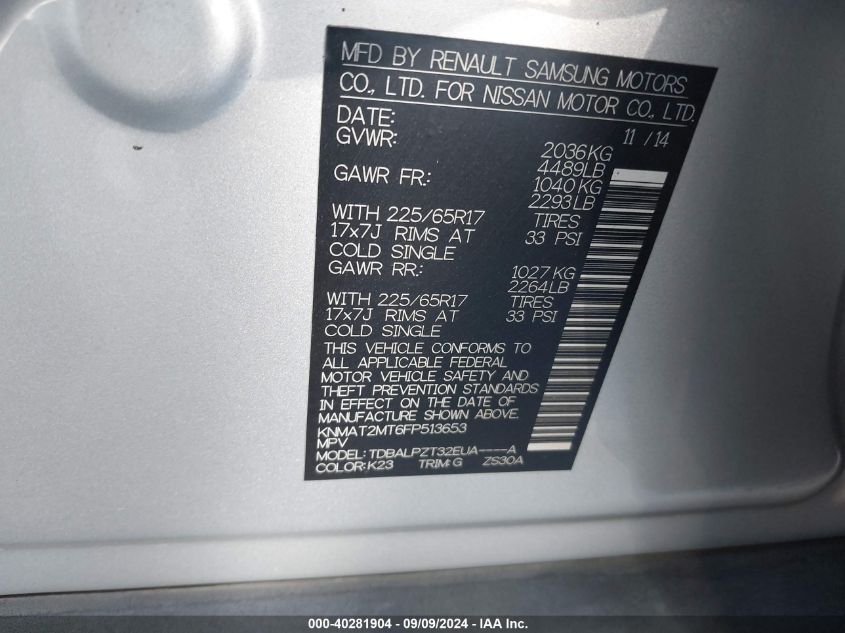 MFD BY RENAULT SAMSUNG MOTORS
CO., LTD. FOR NISSAN MOTOR CO., LTD.
DATE: 11 / 14
GVWR: 2036KG
4489LB
GAWR FR.: 1040KG
2293LB
WITH 225/65R17 TIRES
17x7J RIMS AT 33 PSI
COLD SINGLE
GAWR RR.: 1027KG
2264LB
WITH 225/65R17 TIRES
17x7J RIMS AT 33 PSI
COLD SINGLE
THIS VEHICLE CONFORMS TO
ALL APPLICABLE FEDERAL
MOTOR VEHICLE SAFETY AND
THEFT PREVENTION STANDARDS
IN EFFECT ON THE DATE OF
MANUFACTURE SHOWN ABOVE.
KNMAT2MT6FP513653
MPV
MODEL: TDBALPZT32EUA----A
COLOR: K23 TRIM: G ZS30A
000-40281904 - 09/09/2024 - IAA Inc.